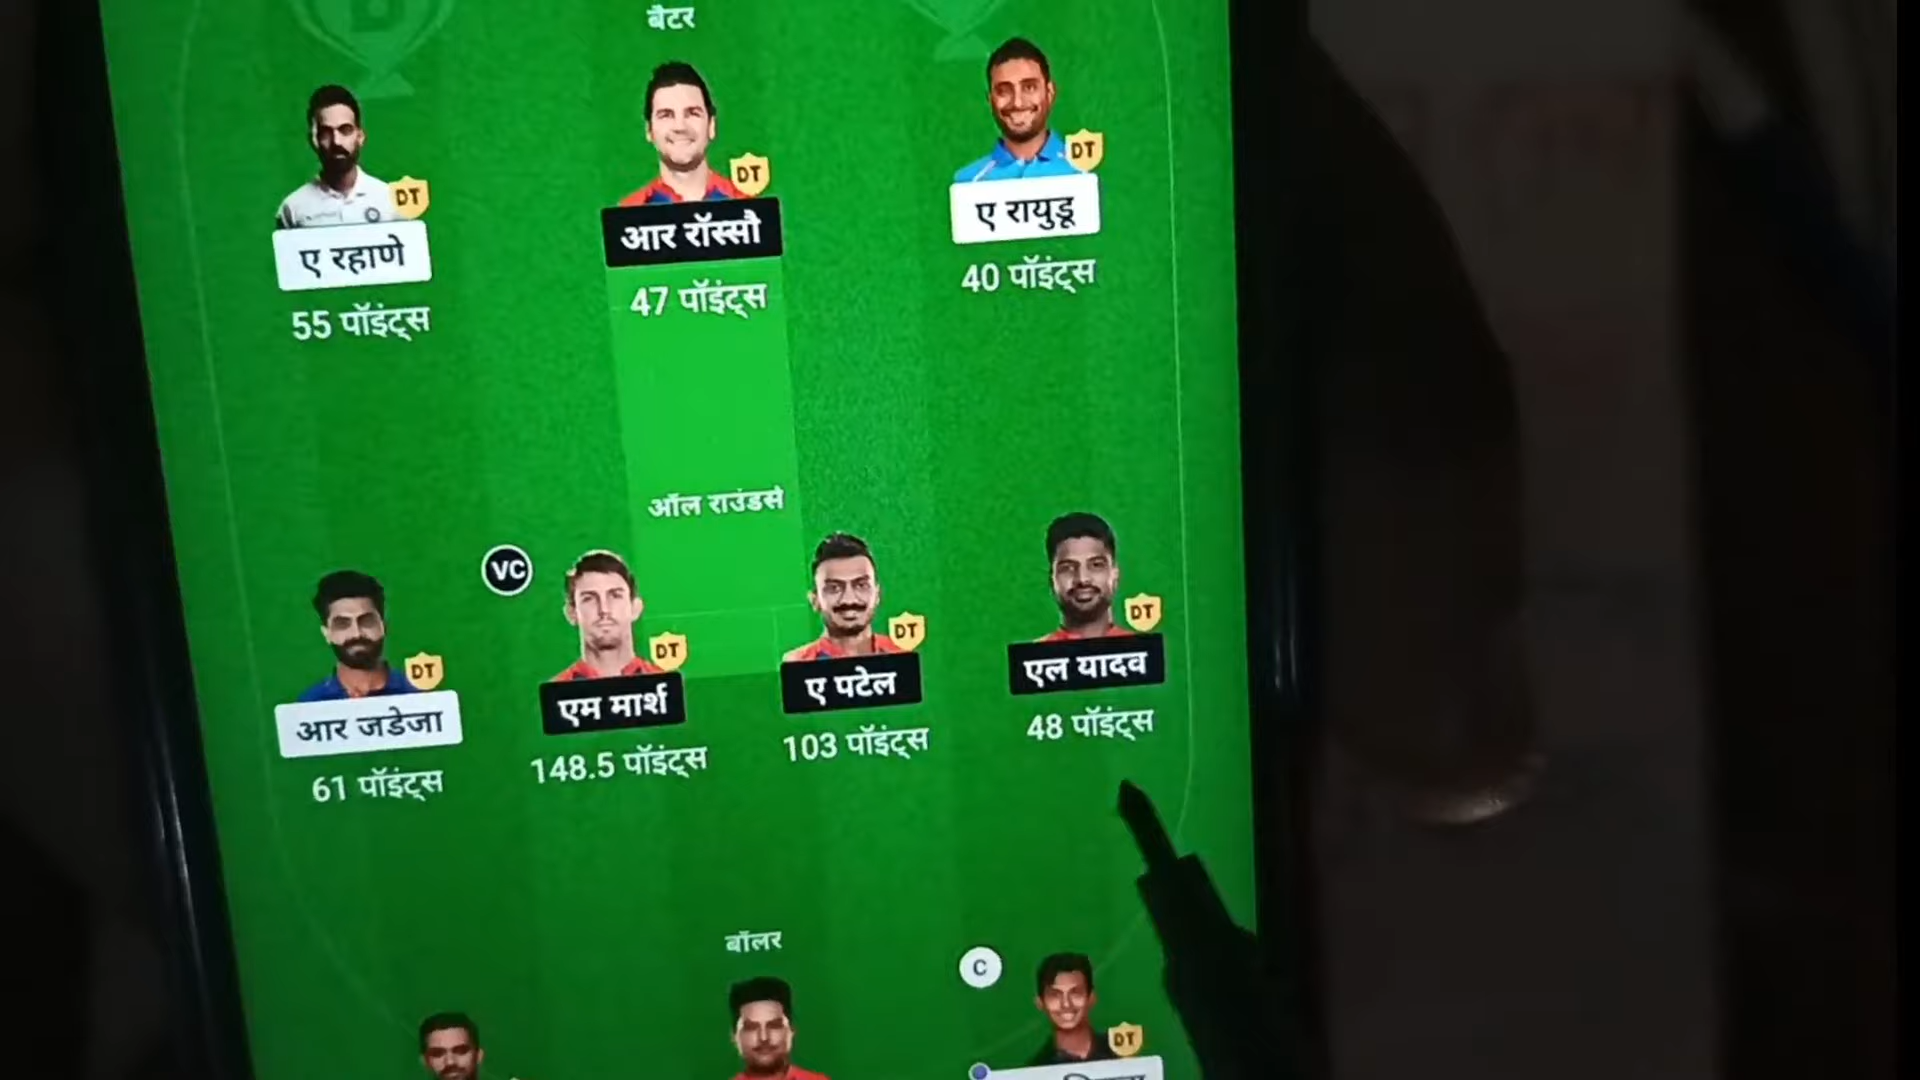 बैटर
DT
DT
DT
ए रहाणे
आर रॉस्सौ
ए रायुडू
55 पॉइंट्स
47 पॉइंट्स
40 पॉइंट्स
ऑल राउंडर्स
VC
DT
DT
DT
DT
आर जडेजा
एम मार्श
ए पटेल
एल यादव
61 पॉइंट्स
148.5 पॉइंट्स
103 पॉइंट्स
48 पॉइंट्स
बॉलर
C
DT